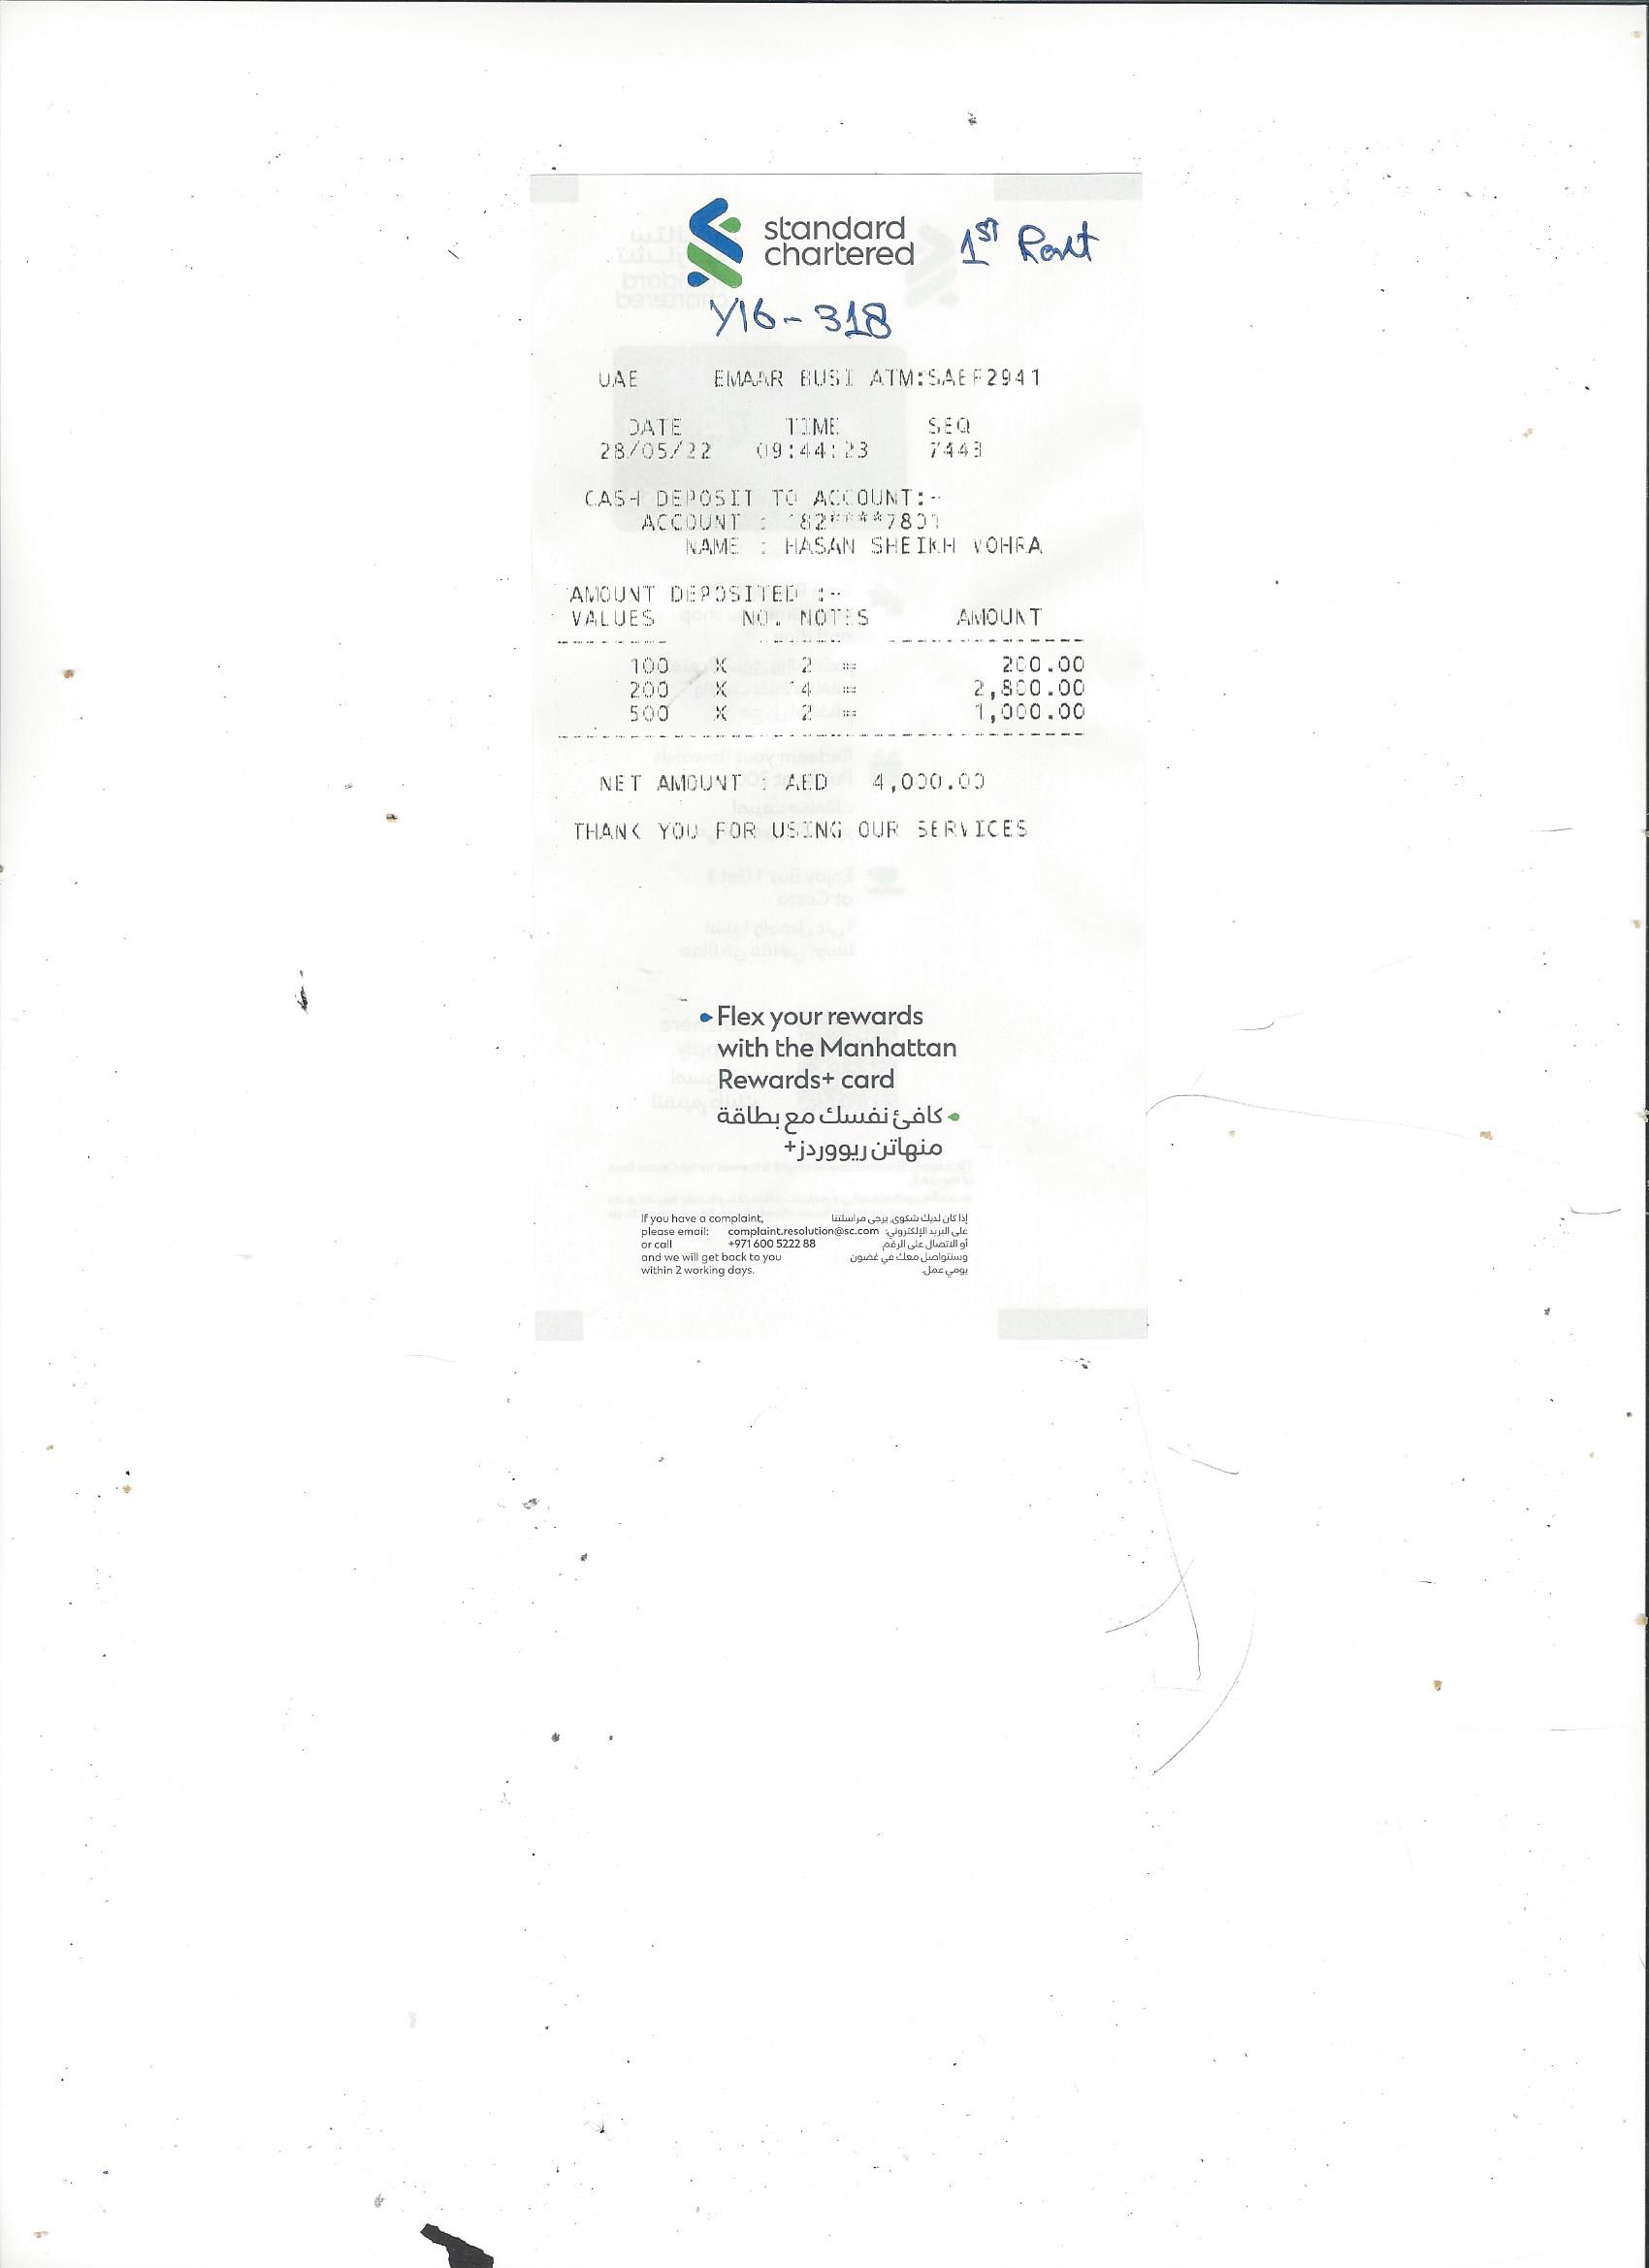 standard
chartered
1ST Rent
Y16-318
UAE EMAAR BUSI ATM:SAEF2941
DATE TIME SEQ
28/05/22 09:44:23 7443
CASH DEPOSIT TO ACCOUNT:-
ACCOUNT : 182****7801
NAME : HASAN SHEIKH VOHRA
AMOUNT DEPOSITED :-
VALUES NO. NOTES AMOUNT
100 X 2 = 200.00
200 X 14 = 2,800.00
500 X 2 = 1,000.00
NET AMOUNT : AED 4,000.00
THANK YOU FOR USING OUR SERVICES
Flex your rewards
with the Manhattan
Rewards+ card
كافئ نفسك مع بطاقة
منهاتن ريووردز+
If you have a complaint,
please email: complaint.resolution@sc.com
or call +971 600 5222 88
and we will get back to you
within 2 working days.
إذا كان لديك شكوى، يرجى مراسلتنا
على البريد الإلكتروني:
أو الاتصال على الرقم
وسنتواصل معك في غضون
يومي عمل.